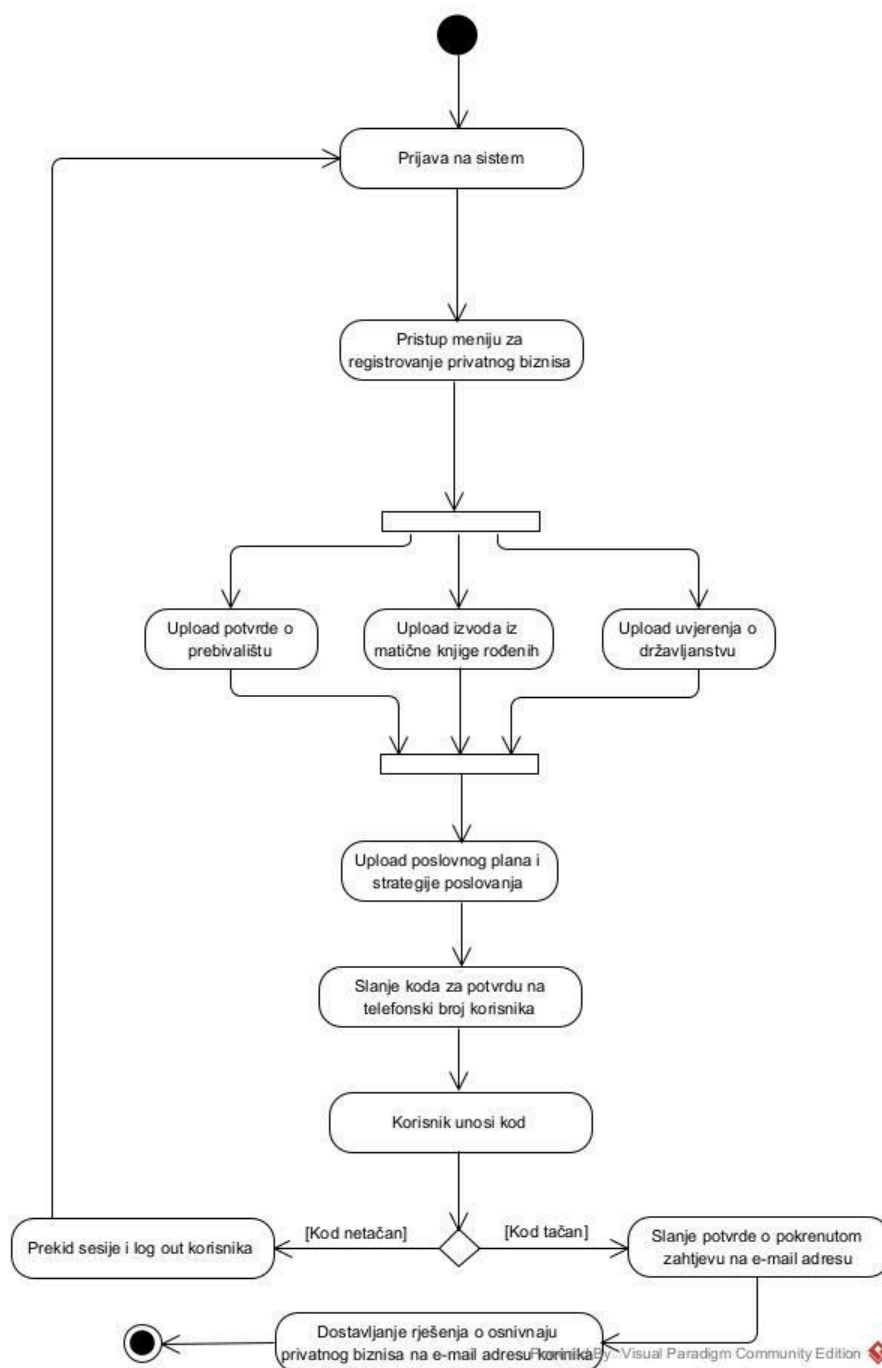 Prijava na sistem
Pristup meniju za
registrovanje privatnog biznisa
Upload potvrde o
prebivalištu
Upload izvoda iz
matične knjige rođenih
Upload uvjerenja o
državljanstvu
Upload poslovnog plana i
strategije poslovanja
Slanje koda za potvrdu na
telefonski broj korisnika
Korisnik unosi kod
[Kod netačan]
[Kod tačan]
Prekid sesije i log out korisnika
Slanje potvrde o pokrenutom
zahtjevu na e-mail adresu
Dostavljanje rješenja o osnivnaju
privatnog biznisa na e-mail adresu korinika
Visual Paradigm Community Edition